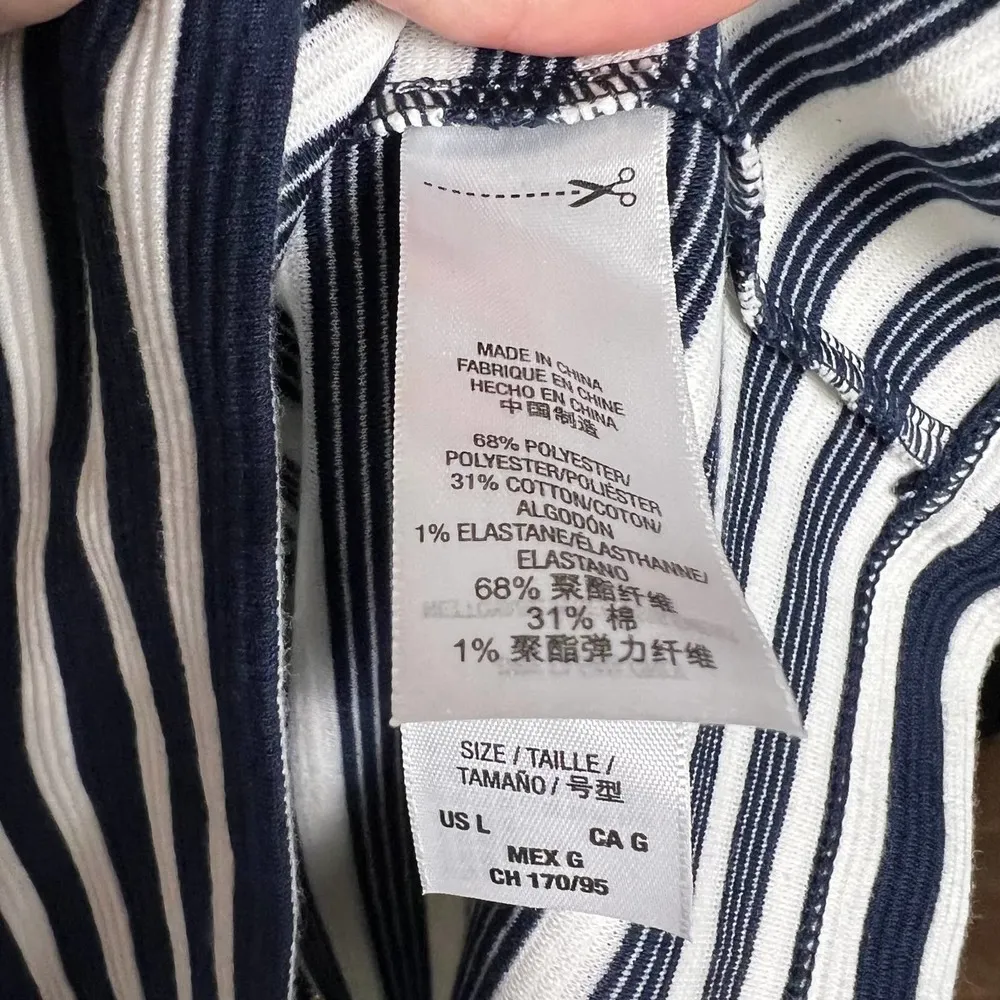 MADE IN CHINA
FABRIQUE EN CHINE
HECHO EN CHINA
中国制造
68% POLYESTER/
POLYESTER/POLIÉSTER
31% COTTON/COTON/
ALGODÓN
1% ELASTANE/ÉLASTHANNE/
ELASTANO
68% 聚酯纤维
31% 棉
1% 聚酯弹力纤维
SIZE / TAILLE /
TAMAÑO / 号型
US L CA G
MEX G
CH 170/95